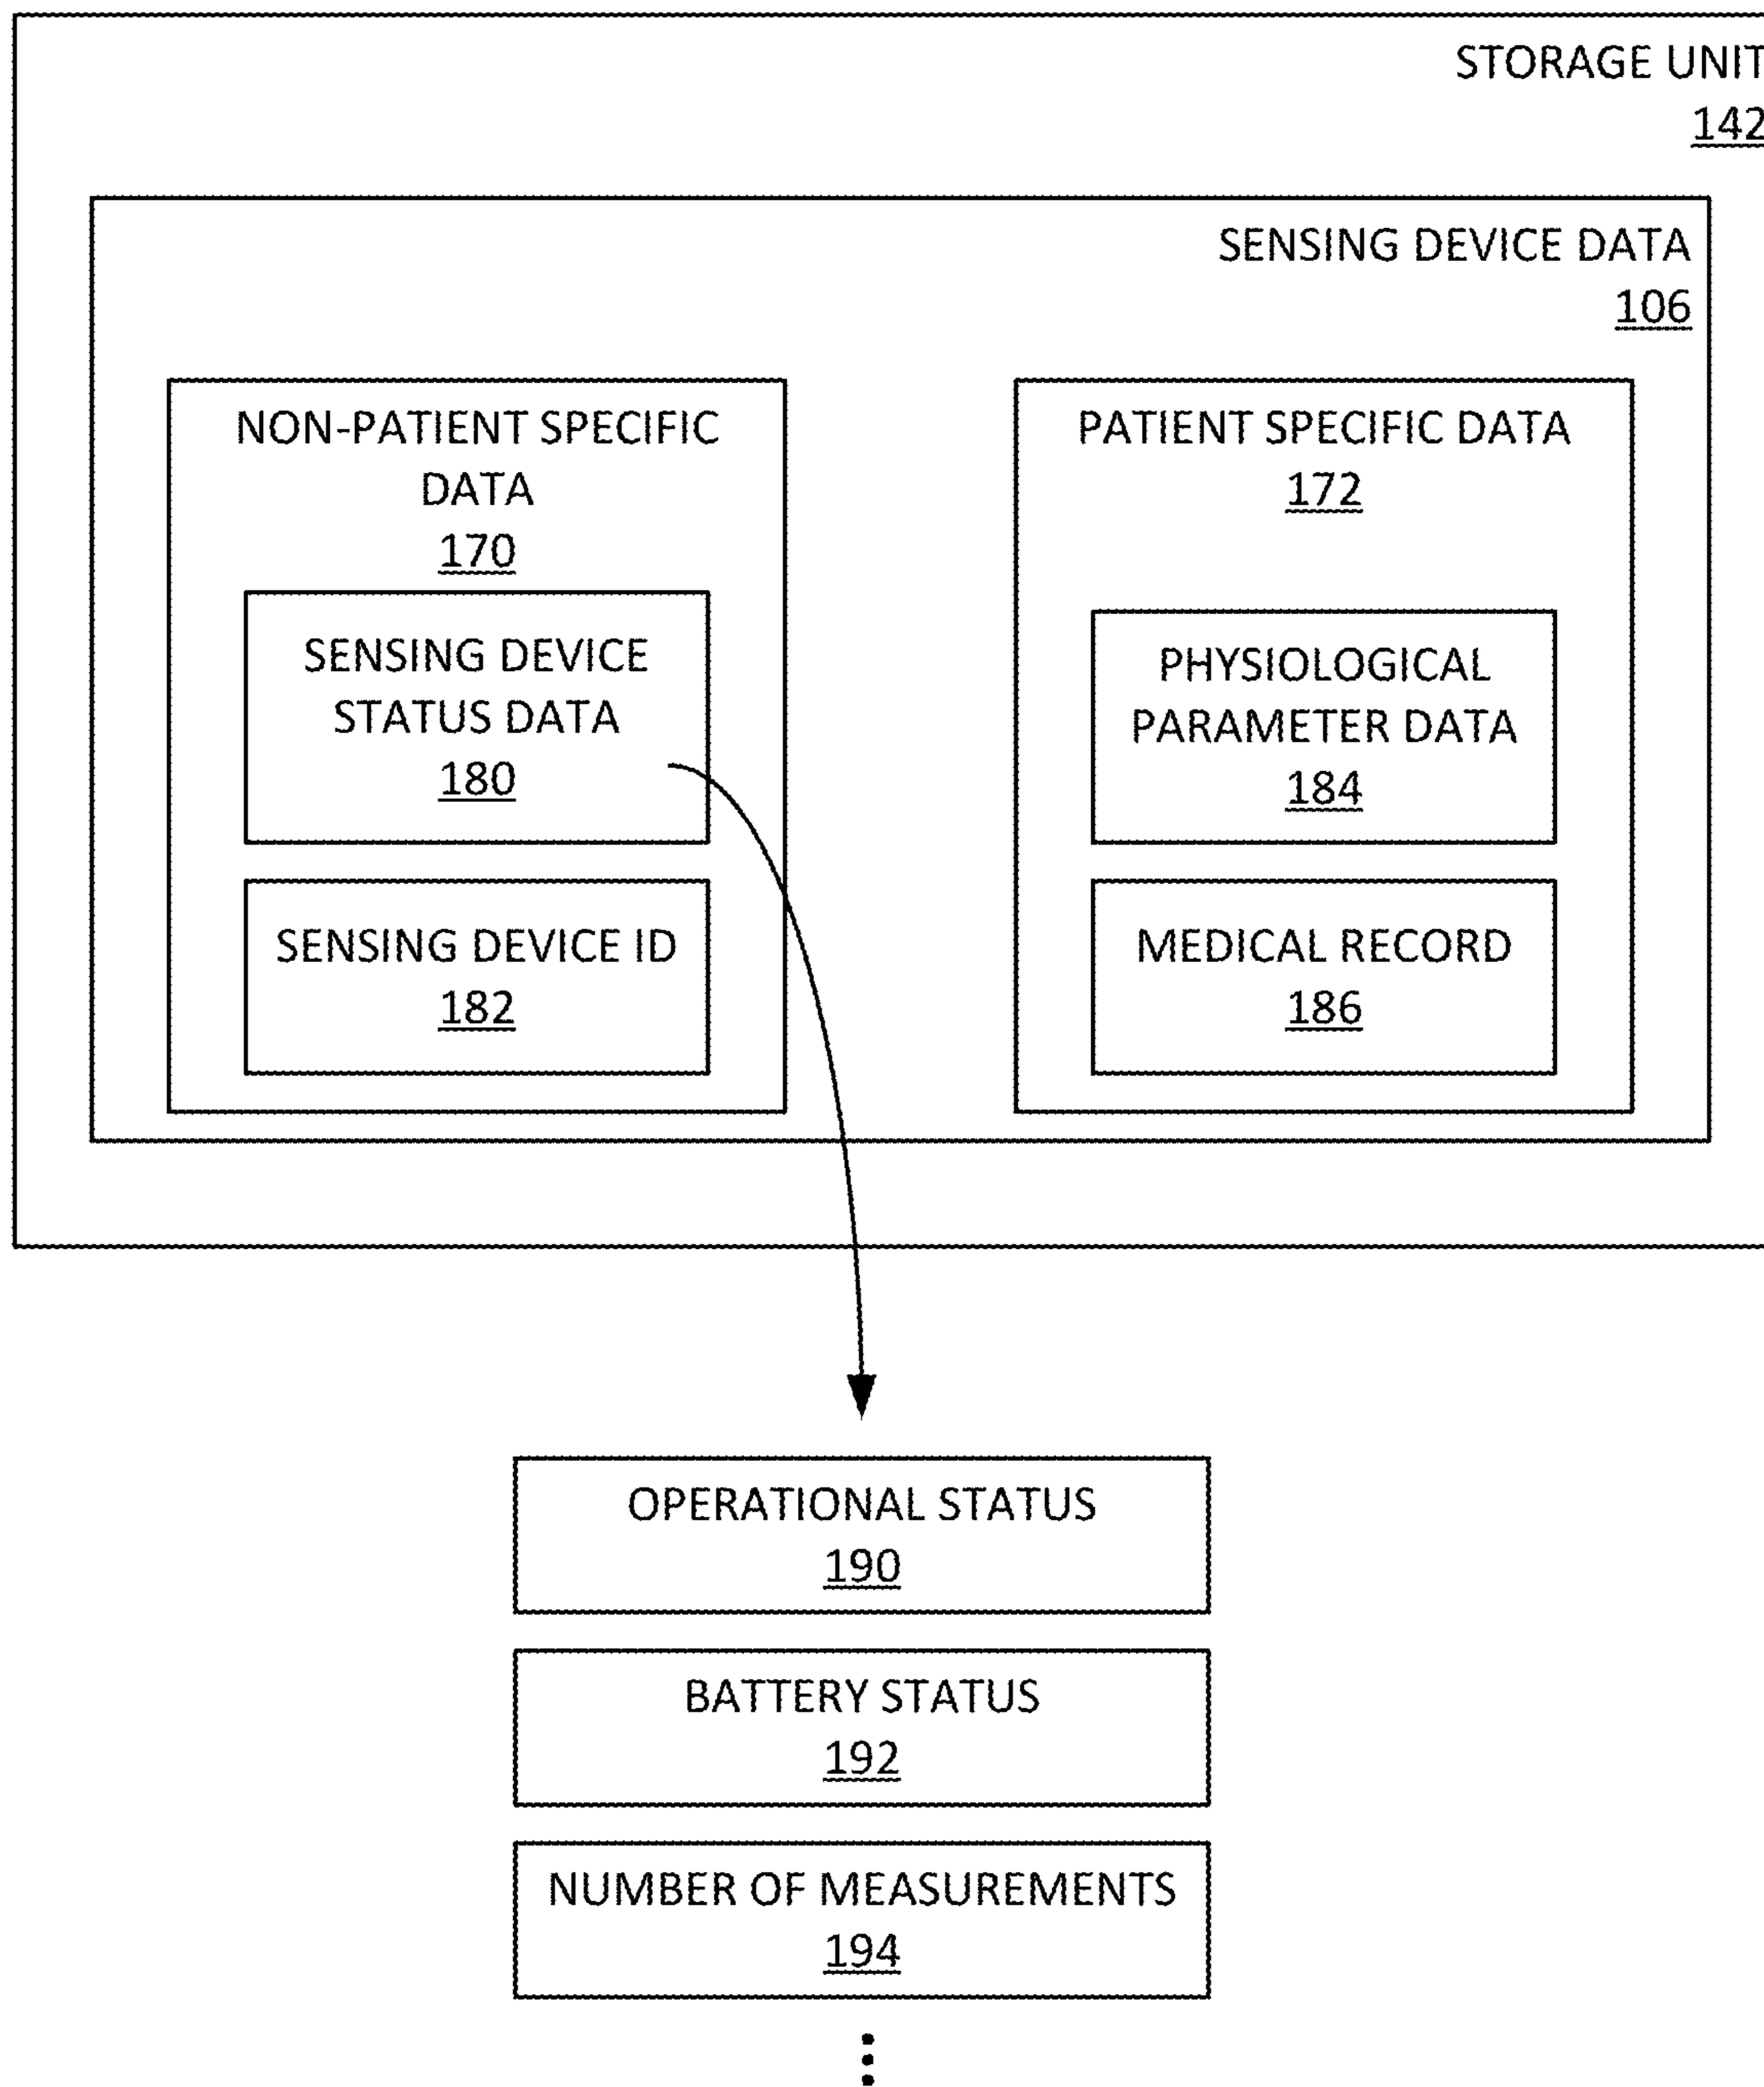 STORAGE UNIT
142
SENSING DEVICE DATA
106
NON-PATIENT SPECIFIC
DATA
170
SENSING DEVICE
STATUS DATA
180
SENSING DEVICE ID
182
PATIENT SPECIFIC DATA
172
PHYSIOLOGICAL
PARAMETER DATA
184
MEDICAL RECORD
186
OPERATIONAL STATUS
190
BATTERY STATUS
192
NUMBER OF MEASUREMENTS
194